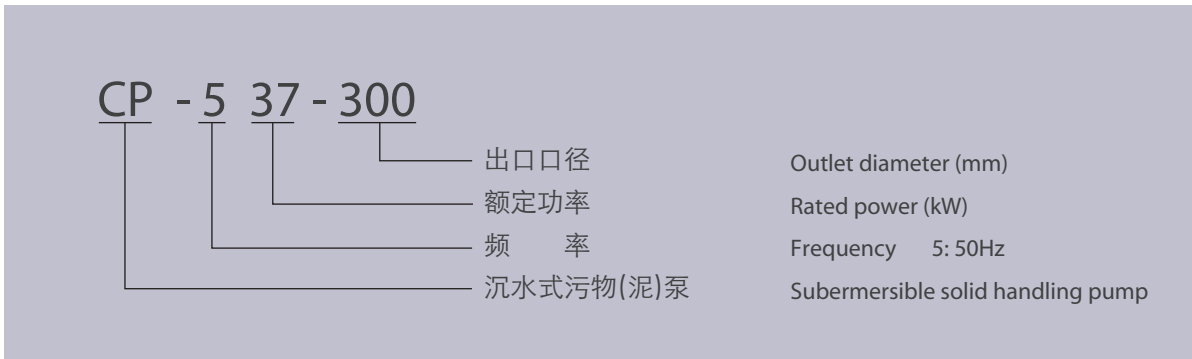 CP - 5 37 - 300
出口口径 Outlet diameter (mm)
额定功率 Rated power (kW)
频 率 Frequency 5: 50Hz
沉水式污物(泥)泵 Subermersible solid handling pump